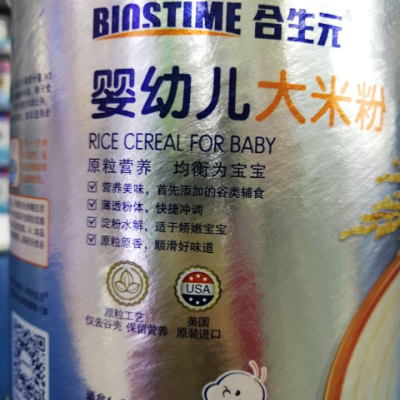 BIOSTIME 合生元
婴幼儿大米粉
RICE CEREAL FOR BABY
原粒营养 均衡为宝宝
营养美味，首先添加的谷类辅食
薄透粉体，快捷冲调
淀粉水解，适于娇嫩宝宝
原粒原香，顺滑好味道
USA
原粒工艺
仅去谷壳 保留营养
美国
原装进口